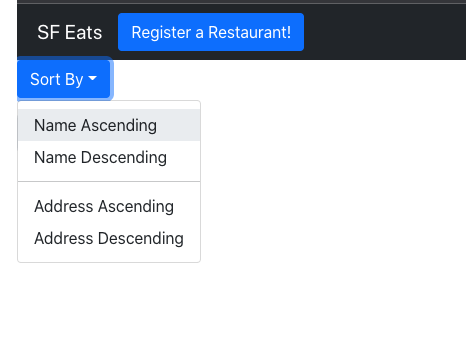 SF Eats Register a Restaurant!
Sort By
Name Ascending
Name Descending
Address Ascending
Address Descending